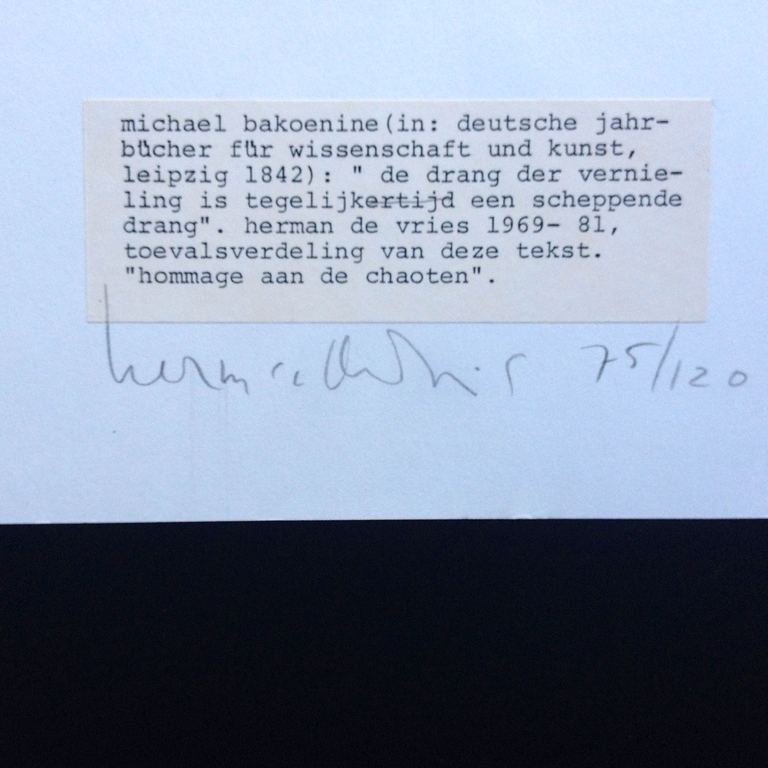 michael bakoenine(in: deutsche jahr-
bücher für wissenschaft und kunst,
leipzig 1842): " de drang der vernie-
ling is tegelijkertijd een scheppende
drang". herman de vries 1969- 81,
toevalsverdeling van deze tekst.
"hommage aan de chaoten".
herman de vries 75/120